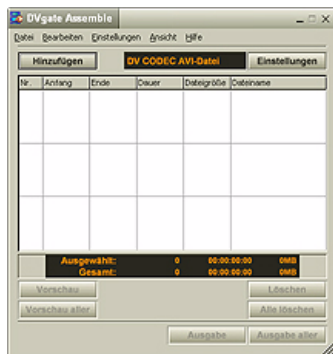 DVgate Assemble
Datei Bearbeiten Einstellungen Ansicht Hilfe
Hinzufügen DV CODEC AVI-Datei Einstellungen
Nr. Anfang Ende Dauer Dateigröße Dateiname
Ausgewählt: 0 00:00:00:00 0MB
Gesamt: 0 00:00:00:00 0MB
Vorschau Löschen
Vorschau aller Alle löschen
Ausgabe Ausgabe aller